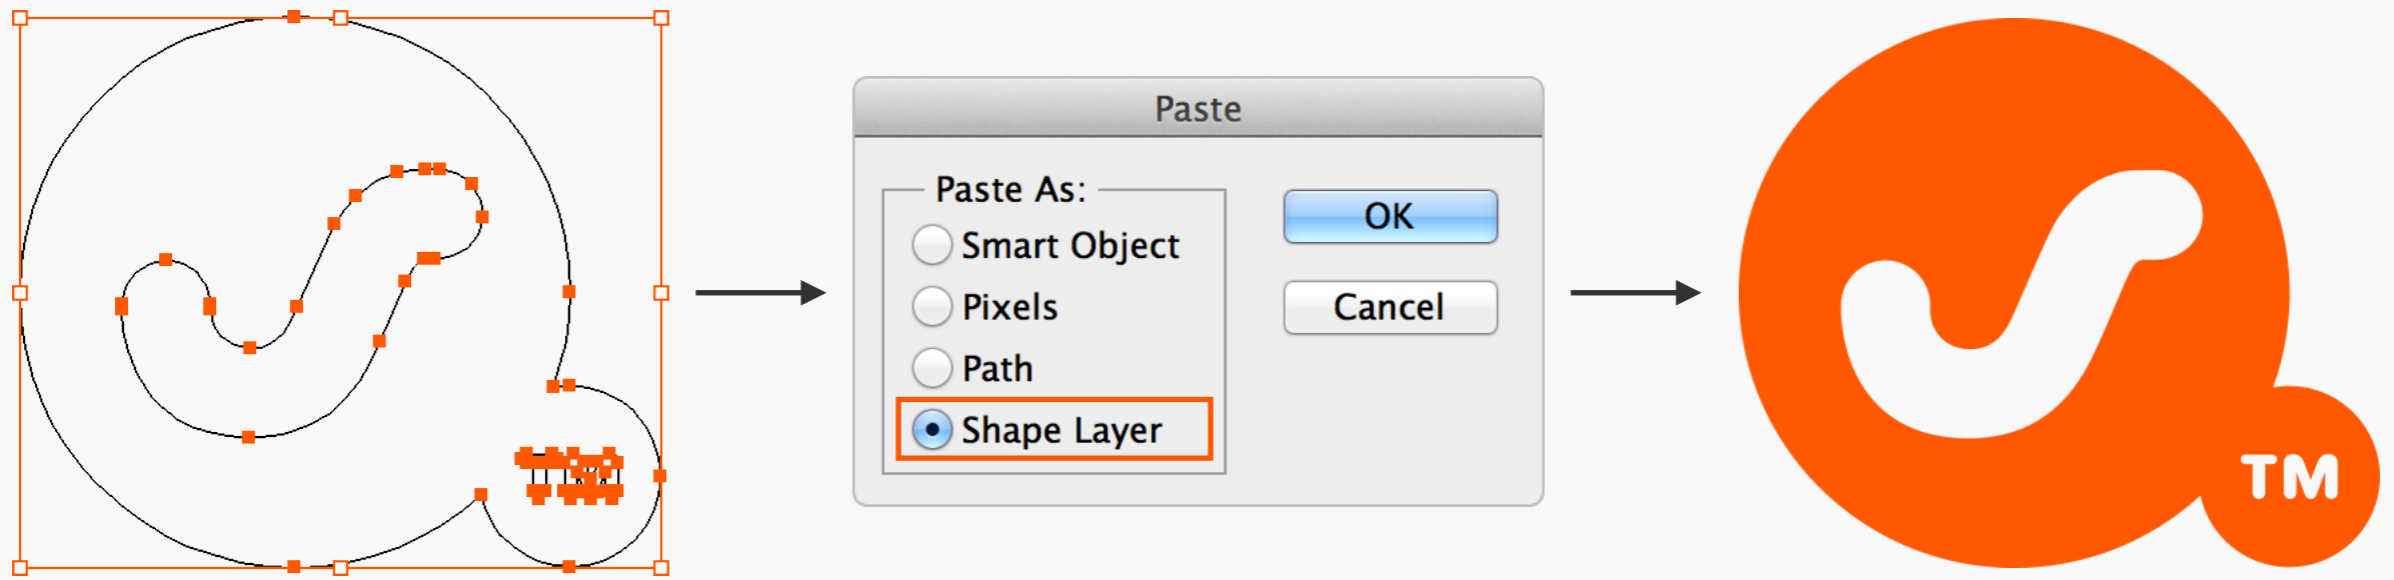 Paste
Paste As:
Smart Object
Pixels
Path
Shape Layer
OK
Cancel
TM